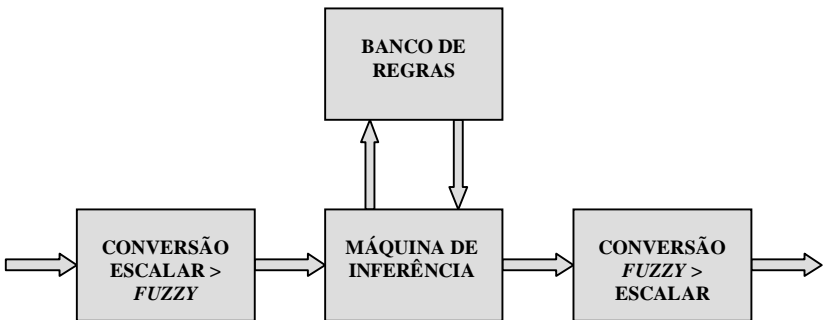 BANCO DE
REGRAS
CONVERSÃO
ESCALAR >
FUZZY
MÁQUINA DE
INFERÊNCIA
CONVERSÃO
FUZZY >
ESCALAR